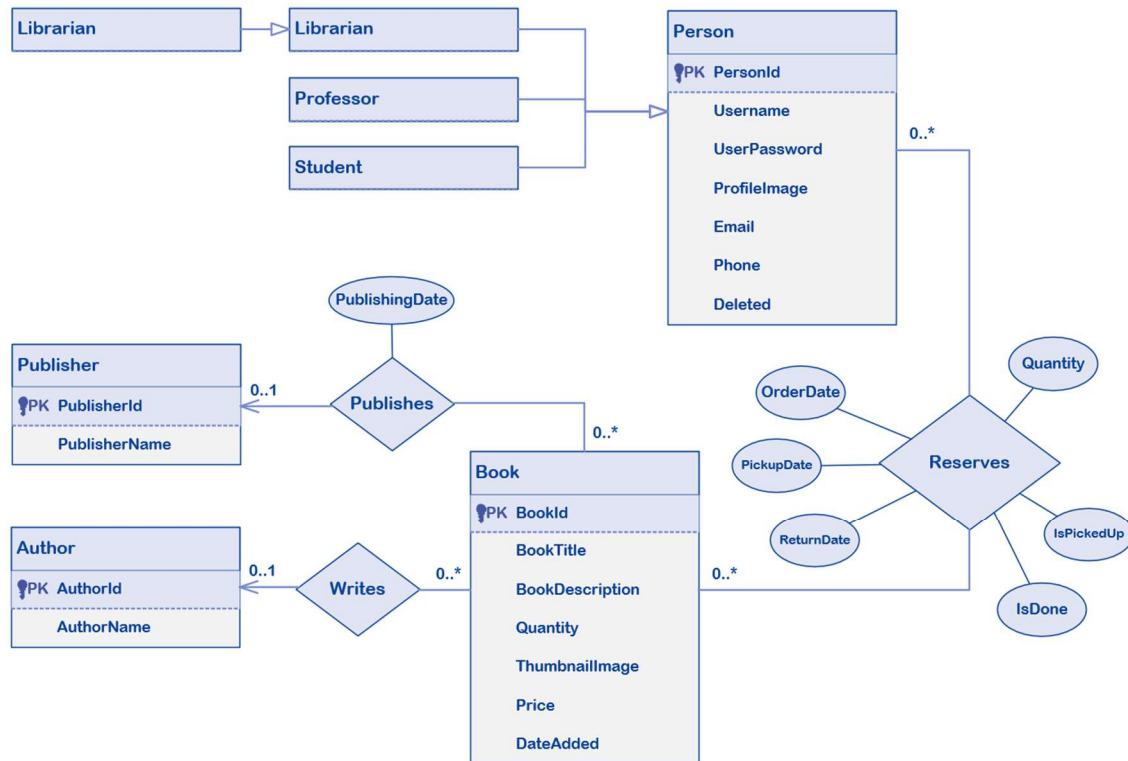 Librarian
Librarian
Professor
Student
Person
PK PersonId
Username
UserPassword
ProfileImage
Email
Phone
Deleted
0..*
PublishingDate
Publisher
PK PublisherId
PublisherName
0..1
Publishes
0..*
Author
PK AuthorId
AuthorName
0..1
Writes
0..*
Book
PK BookId
BookTitle
BookDescription
Quantity
ThumbnailImage
Price
DateAdded
0..*
Quantity
OrderDate
PickupDate
Reserves
ReturnDate
IsPickedUp
IsDone